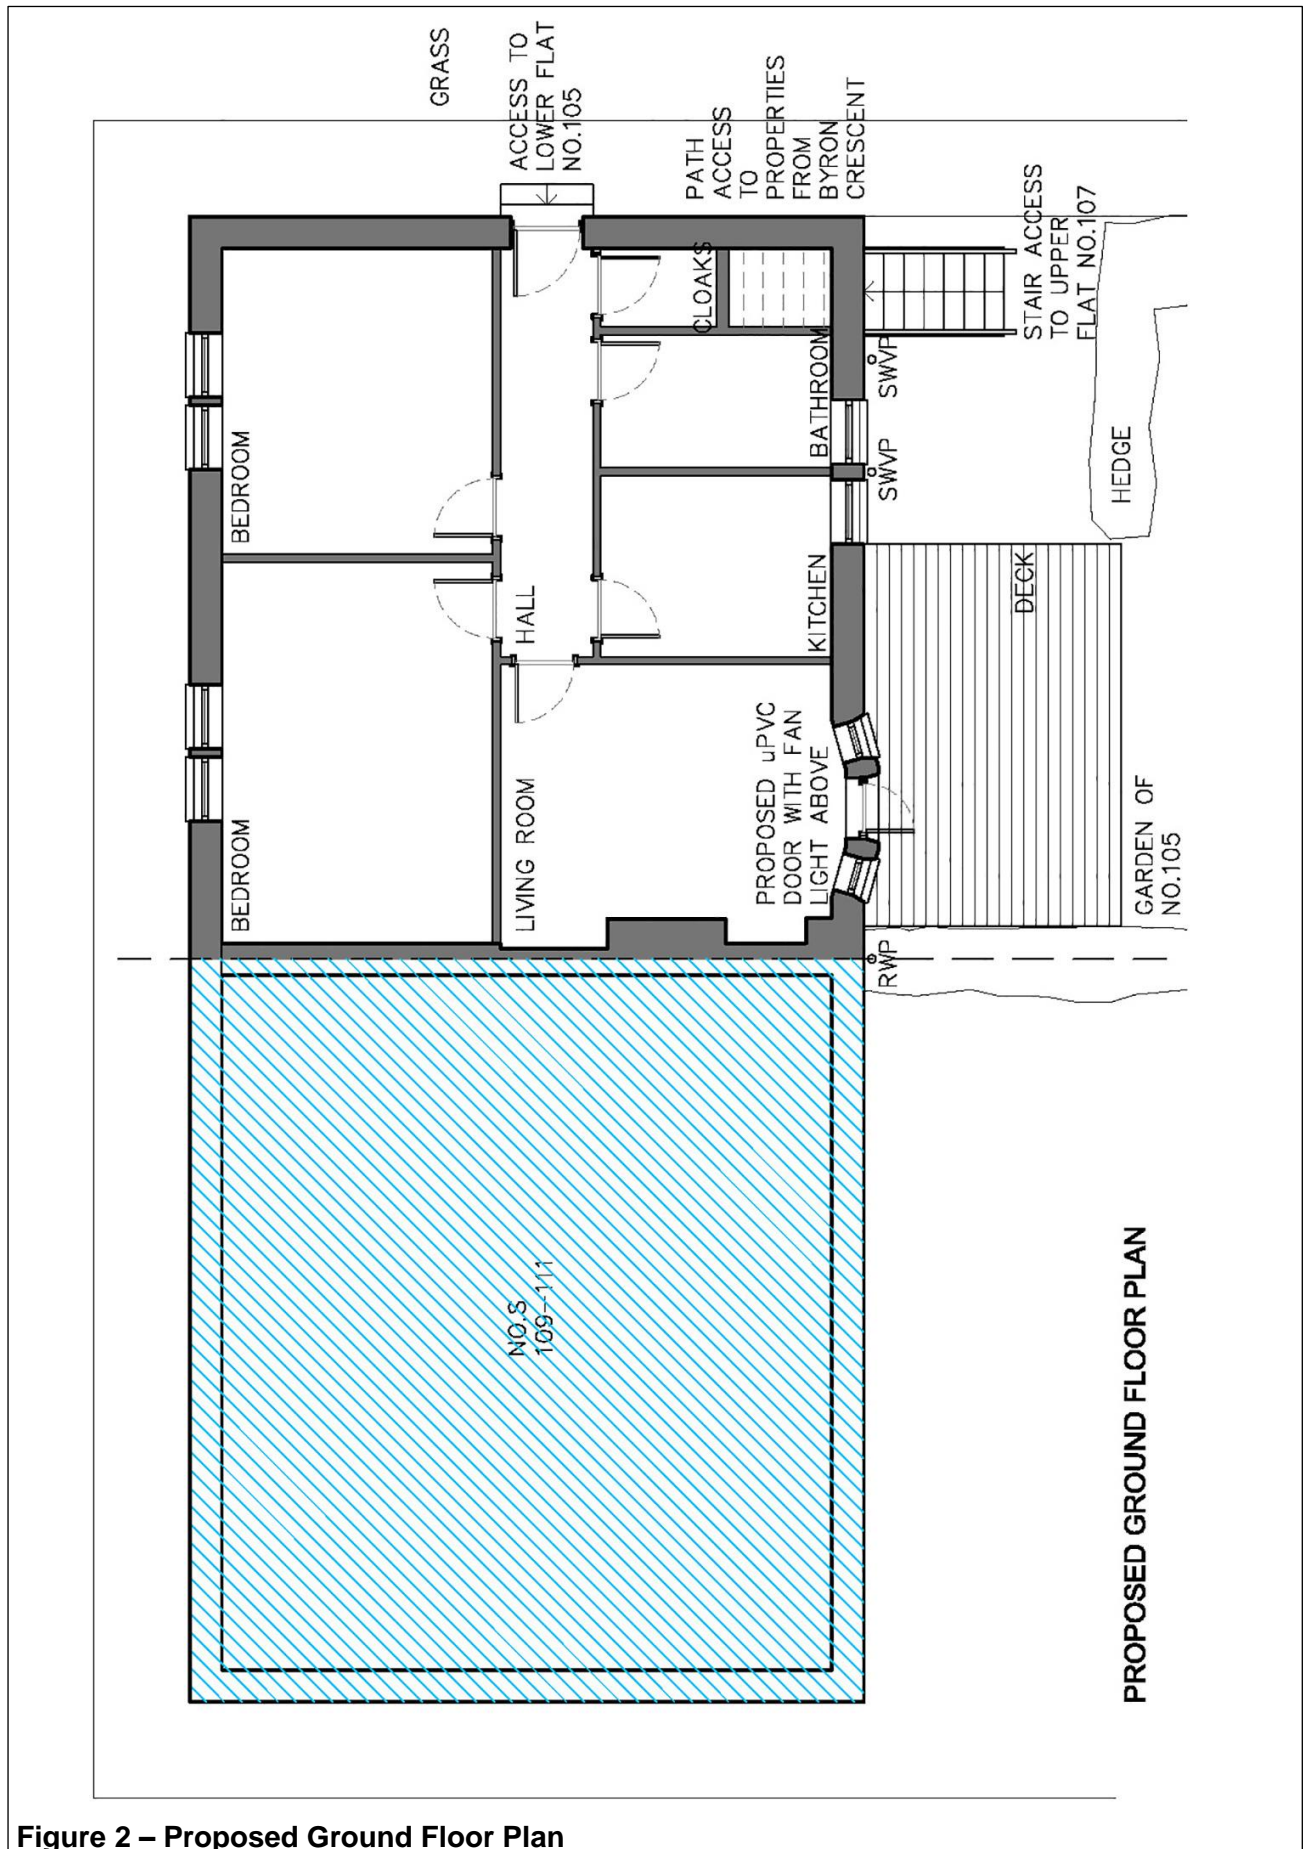 GRASS
ACCESS TO
LOWER FLAT
NO.105
PATH
ACCESS
TO
PROPERTIES
FROM
BYRON
CRESCENT
BEDROOM
CLOAKS
BATHROOM
STAIR ACCESS
TO UPPER
FLAT NO.107
SWVP
SWVP
HEDGE
HALL
KITCHEN
DECK
BEDROOM
LIVING ROOM
PROPOSED uPVC
DOOR WITH FAN
LIGHT ABOVE
GARDEN OF
NO.105
RWP
NO.S
109-111
PROPOSED GROUND FLOOR PLAN
Figure 2 – Proposed Ground Floor Plan